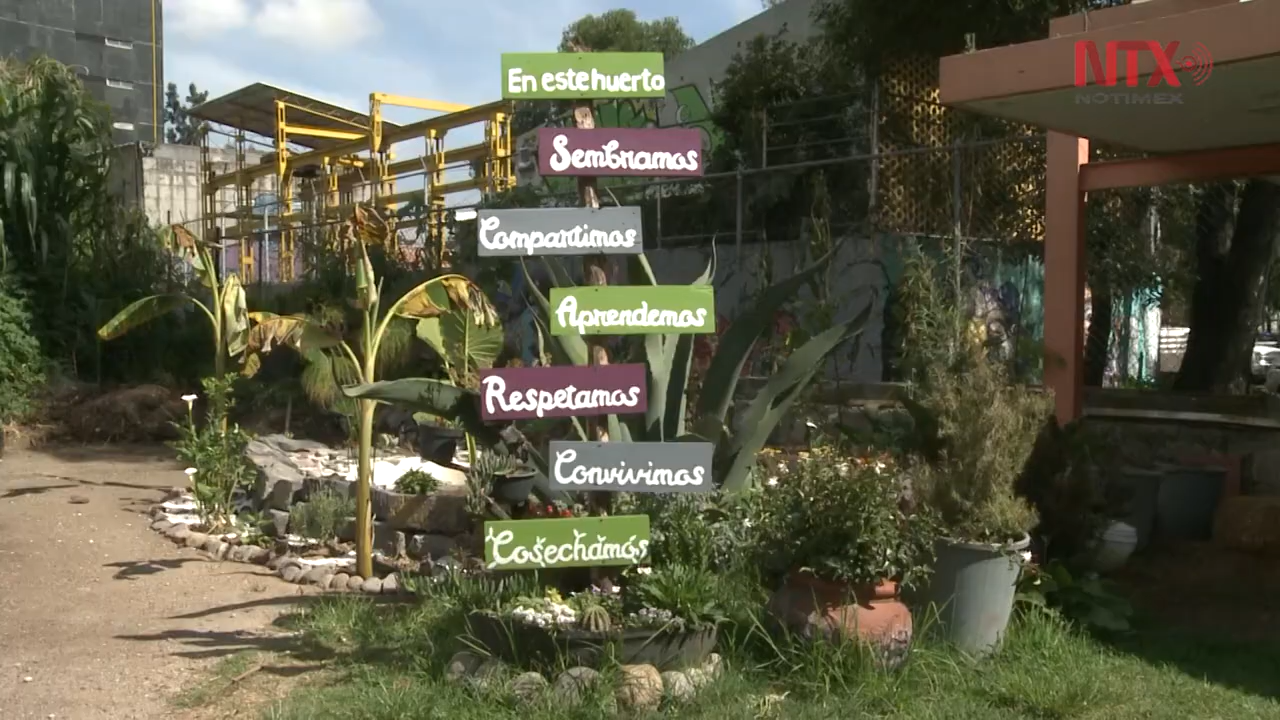 NTX
NOTIMEX
En este huerto
Sembramos
Compartimos
Aprendemos
Respetamos
Convivimos
Cosechamos